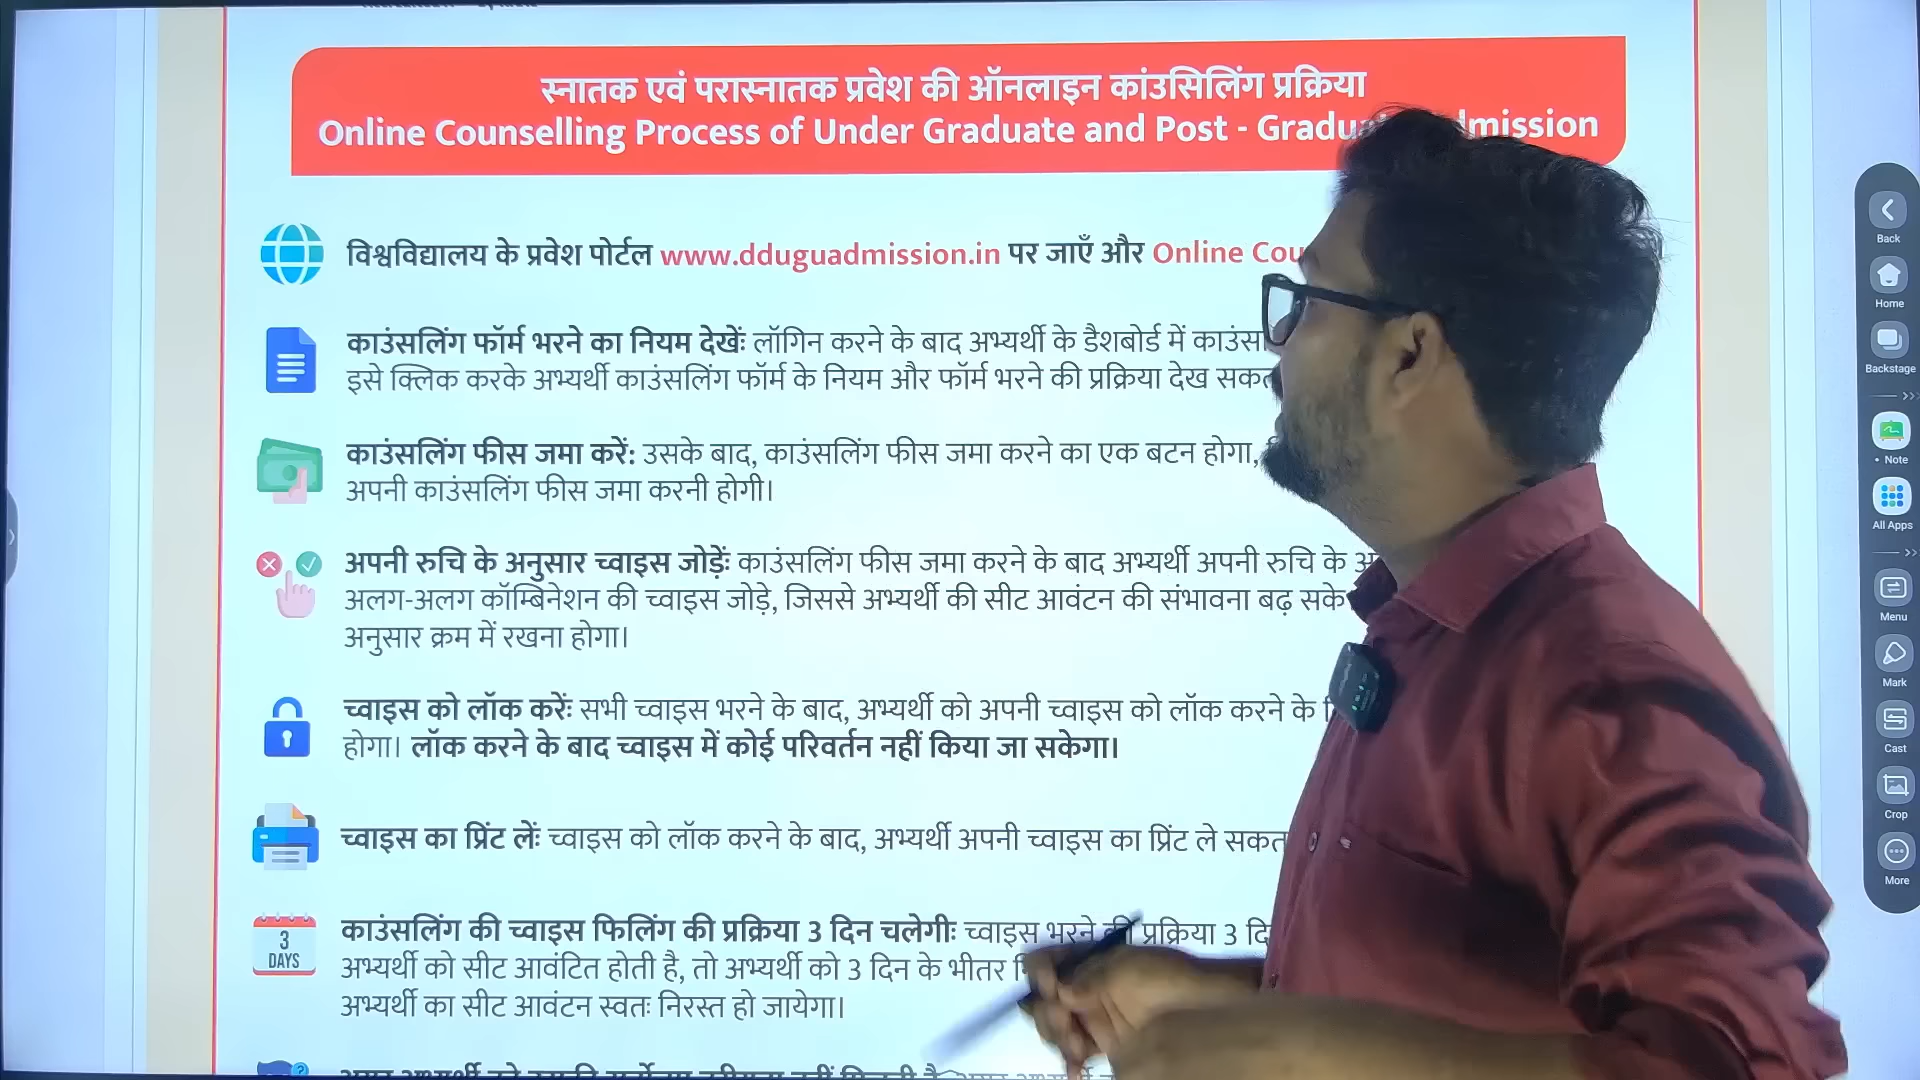 स्नातक एवं परास्नातक प्रवेश की ऑनलाइन कांउसिलिंग प्रक्रिया
Online Counselling Process of Under Graduate and Post - Gradu dmission
विश्वविद्यालय के प्रवेश पोर्टल www.dduguadmission.in पर जाएँ और Online Cou
काउंसलिंग फॉर्म भरने का नियम देखेंः लॉगिन करने के बाद अभ्यर्थी के डैशबोर्ड में
इसे क्लिक करके अभ्यर्थी काउंसलिंग फॉर्म के नियम और फॉर्म भरने की प्रक्रिया देख
काउंसलिंग फीस जमा करें: उसके बाद, काउंसलिंग फीस जमा करने का एक बटन होगा,
अपनी काउंसलिंग फीस जमा करनी होगी।
अपनी रुचि के अनुसार च्वाइस जोड़ेंः काउंसलिंग फीस जमा करने के बाद अभ्यर्थी अपनी रुचि के
अलग-अलग कॉम्बिनेशन की च्वाइस जोड़े, जिससे अभ्यर्थी की सीट आवंटन की संभावना बढ़ सके
अनुसार क्रम में रखना होगा।
च्वाइस को लॉक करेंः सभी च्वाइस भरने के बाद, अभ्यर्थी को अपनी च्वाइस को लॉक करने के
होगा। लॉक करने के बाद च्वाइस में कोई परिवर्तन नहीं किया जा सकेगा।
च्वाइस का प्रिंट लेंः च्वाइस को लॉक करने के बाद, अभ्यर्थी अपनी च्वाइस का प्रिंट ले
3 DAYS
काउंसलिंग की च्वाइस फिलिंग की प्रक्रिया 3 दिन चलेगीः च्वाइस भरने की प्रक्रिया 3
अभ्यर्थी को सीट आवंटित होती है, तो अभ्यर्थी को 3 दिन के भीतर
अभ्यर्थी का सीट आवंटन स्वतः निरस्त हो जायेगा।
Back
Home
Backstage
• Note
All Apps
Menu
Mark
Cast
Crop
More